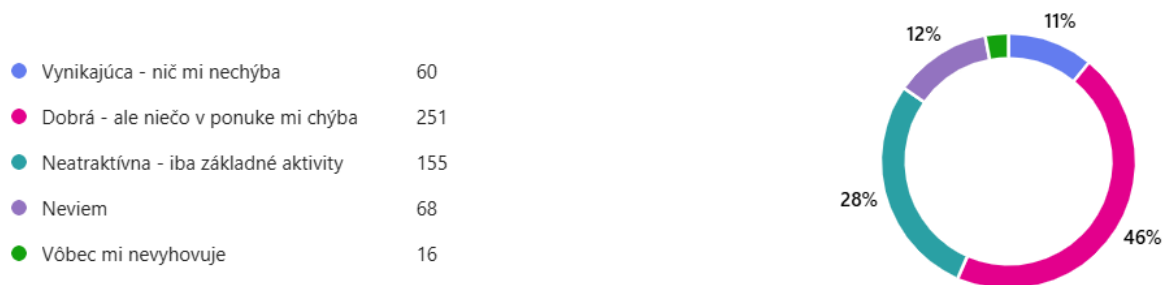 Vynikajúca - nič mi nechýba 60
Dobrá - ale niečo v ponuke mi chýba 251
Neatraktívna - iba základné aktivity 155
Neviem 68
Vôbec mi nevyhovuje 16
11%
12%
28%
46%